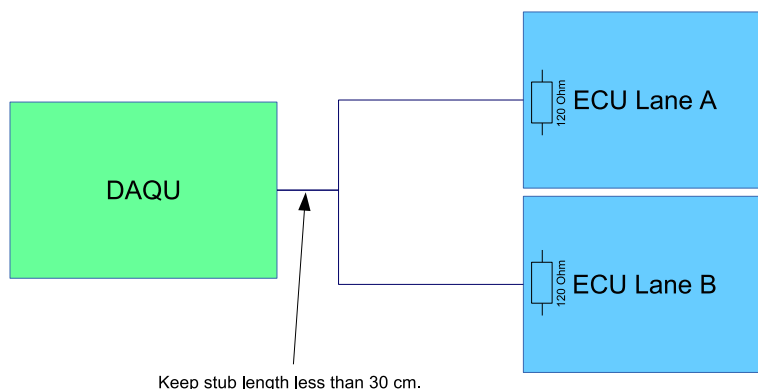 ECU Lane A
120 Ohm
DAQU
ECU Lane B
120 Ohm
Keep stub length less than 30 cm.